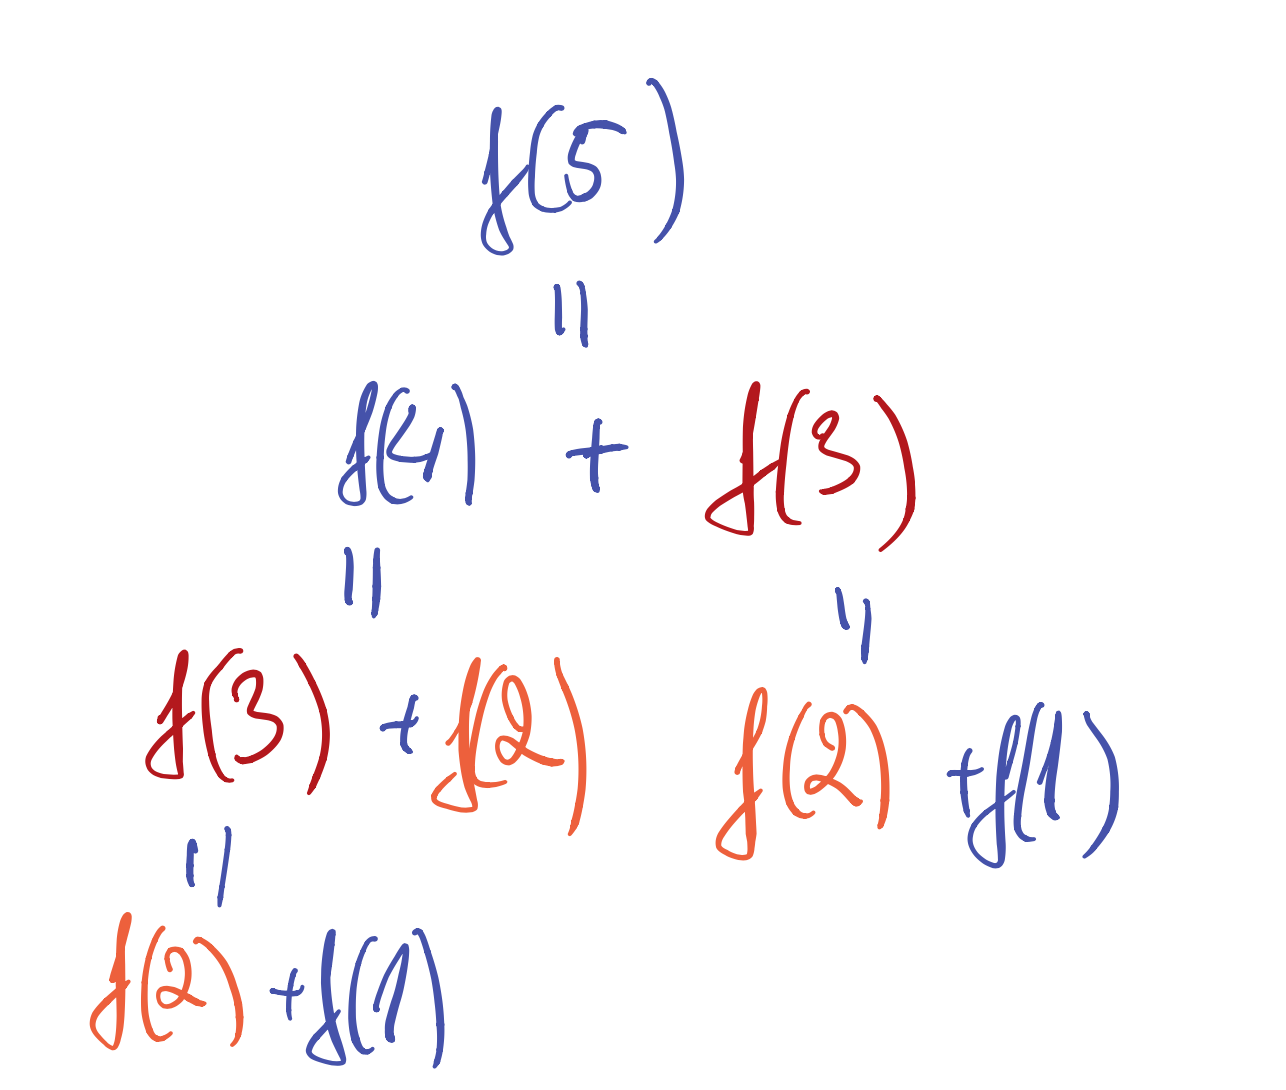 f(5)
=
f(4) + f(3)
= =
f(3) + f(2) f(2) + f(1)
=
f(2) + f(1)